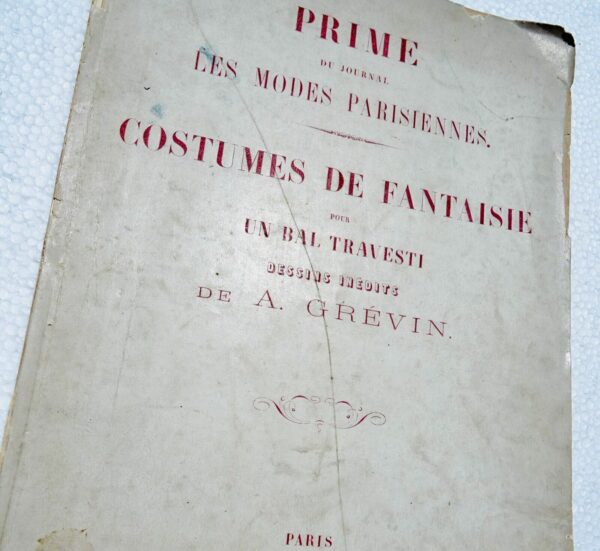 PRIME
DU JOURNAL
LES MODES PARISIENNES.
COSTUMES DE FANTAISIE
POUR
UN BAL TRAVESTI
DESSINS INÉDITS
DE A. GRÉVIN.
PARIS